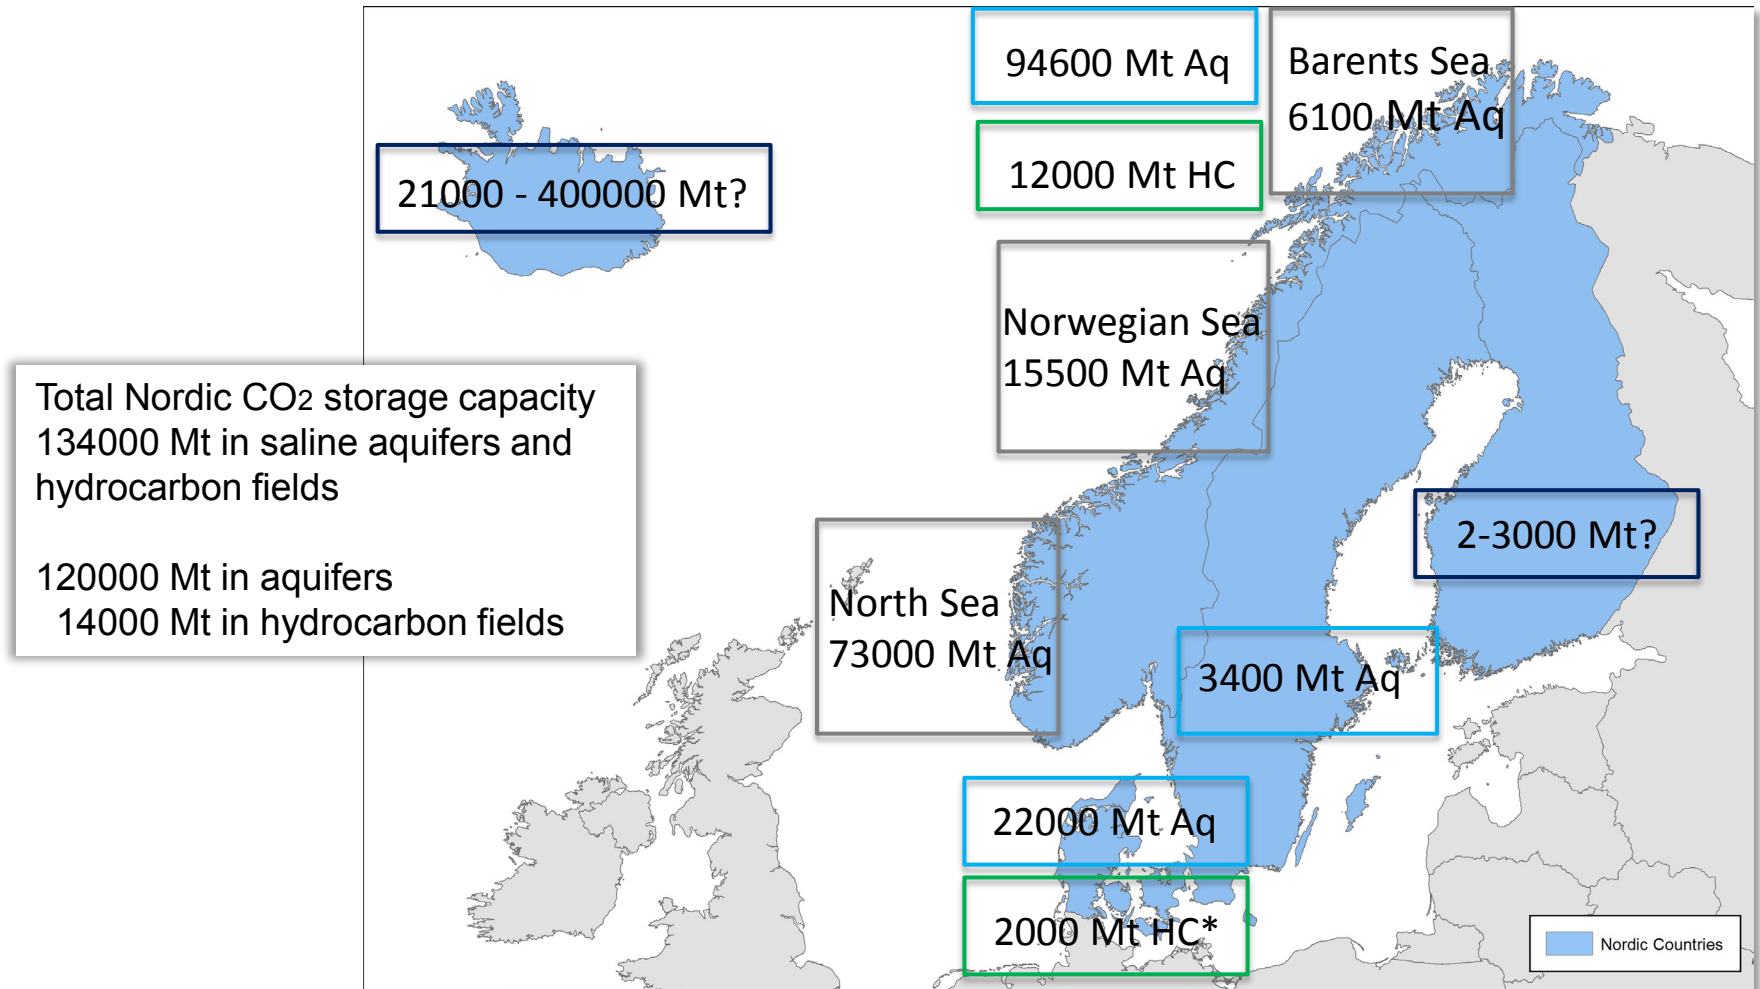 94600 Mt Aq
Barents Sea
6100 Mt Aq
12000 Mt HC
21000 - 400000 Mt?
Norwegian Sea
15500 Mt Aq
Total Nordic CO2 storage capacity
134000 Mt in saline aquifers and
hydrocarbon fields
120000 Mt in aquifers
14000 Mt in hydrocarbon fields
2-3000 Mt?
North Sea
73000 Mt Aq
3400 Mt Aq
22000 Mt Aq
2000 Mt HC*
Nordic Countries